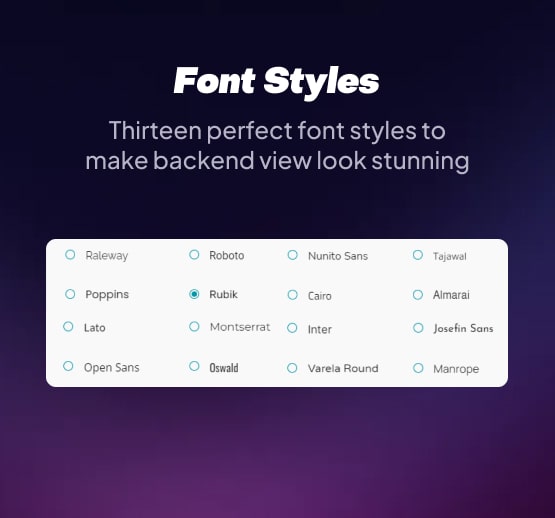 Font Styles
Thirteen perfect font styles to
make backend view look stunning
Raleway Roboto Nunito Sans Tajawal
Poppins Rubik Cairo Almarai
Lato Montserrat Inter Josefin Sans
Open Sans Oswald Varela Round Manrope